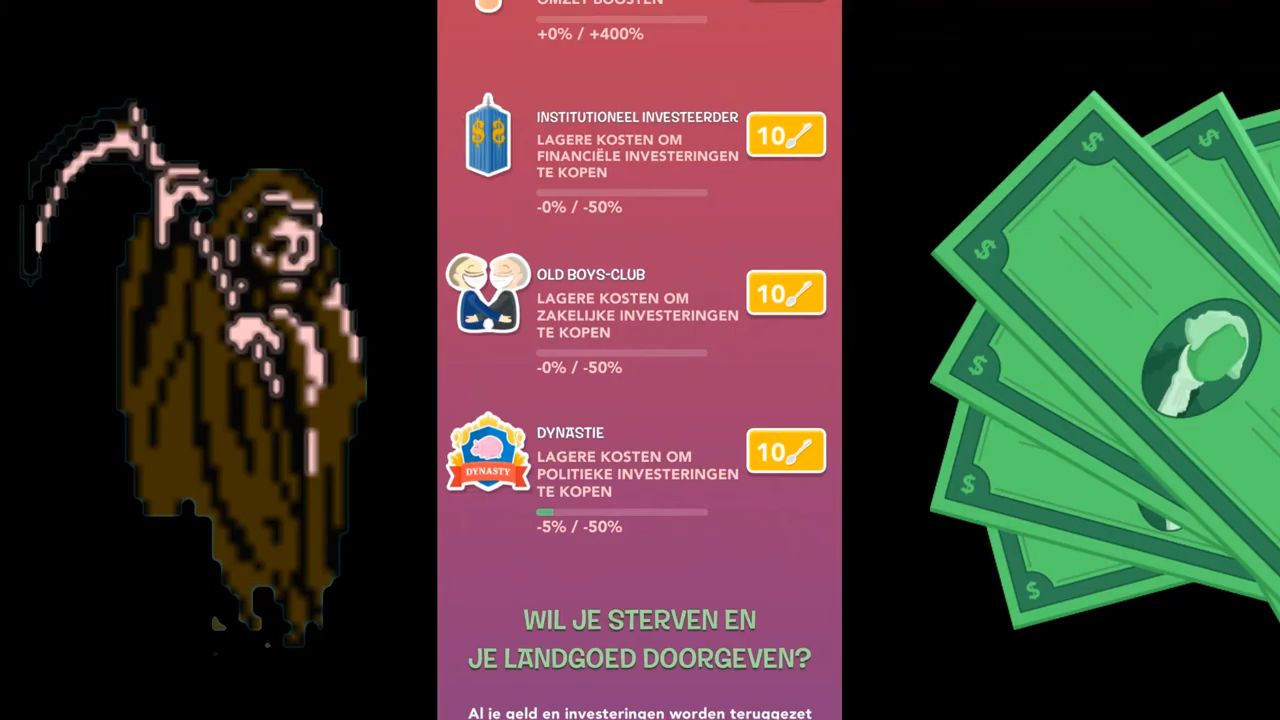 OMZET BOOSTEN
+0% / +400%
INSTITUTIONEEL INVESTEERDER
LAGERE KOSTEN OM
FINANCIËLE INVESTERINGEN
TE KOPEN
10
-0% / -50%
OLD BOYS-CLUB
LAGERE KOSTEN OM
ZAKELIJKE INVESTERINGEN
TE KOPEN
10
-0% / -50%
DYNASTIE
LAGERE KOSTEN OM
POLITIEKE INVESTERINGEN
TE KOPEN
10
DYNASTY
-5% / -50%
WIL JE STERVEN EN
JE LANDGOED DOORGEVEN?
Al je geld en investeringen worden teruggezet